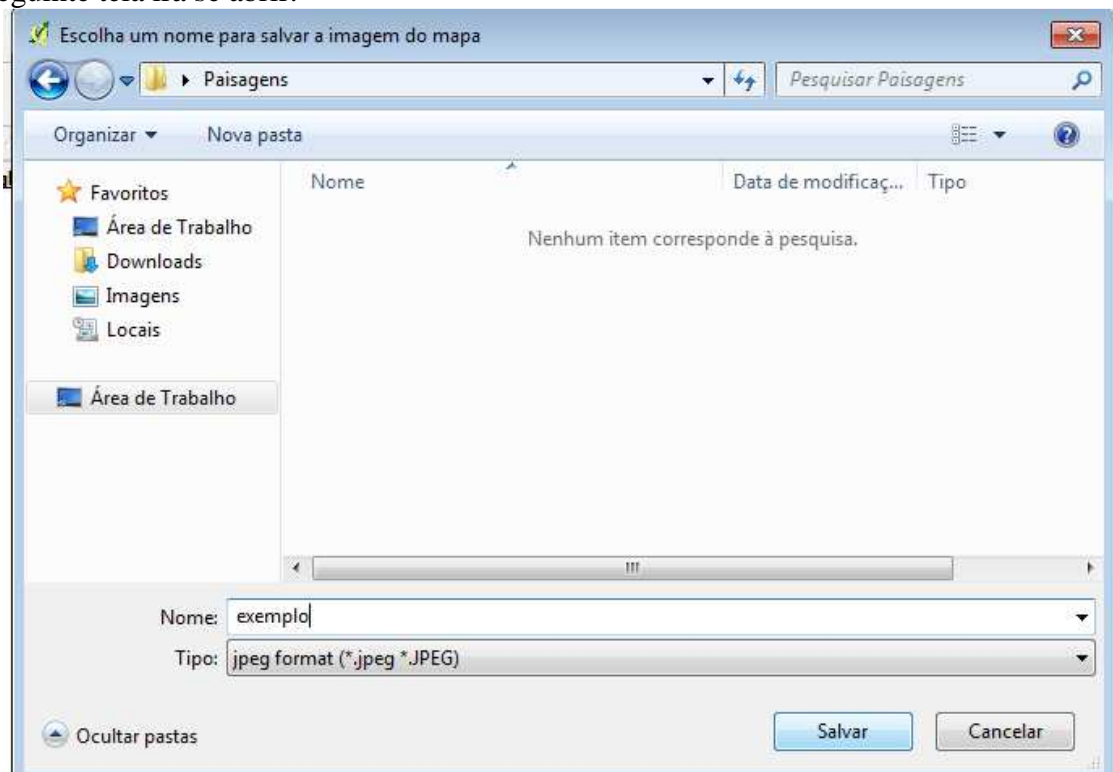 Escolha um nome para salvar a imagem do mapa
Paisagens
Pesquisar Paisagens
Organizar
Nova pasta
Nome
Data de modificaç...
Tipo
Favoritos
Área de Trabalho
Downloads
Imagens
Locais
Área de Trabalho
Nenhum item corresponde à pesquisa.
Nome: exemplo
Tipo: jpeg format (*.jpeg *.JPEG)
Ocultar pastas
Salvar
Cancelar